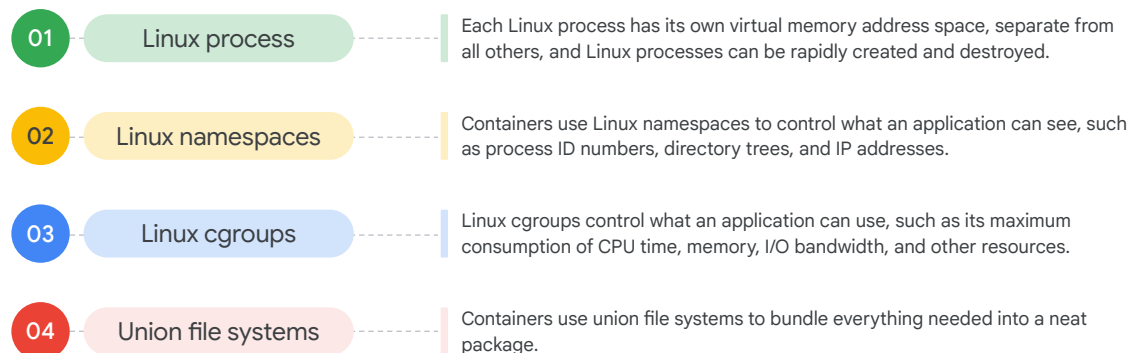 01
Linux process
Each Linux process has its own virtual memory address space, separate from
all others, and Linux processes can be rapidly created and destroyed.
02
Linux namespaces
Containers use Linux namespaces to control what an application can see, such
as process ID numbers, directory trees, and IP addresses.
03
Linux cgroups
Linux cgroups control what an application can use, such as its maximum
consumption of CPU time, memory, I/O bandwidth, and other resources.
04
Union file systems
Containers use union file systems to bundle everything needed into a neat
package.